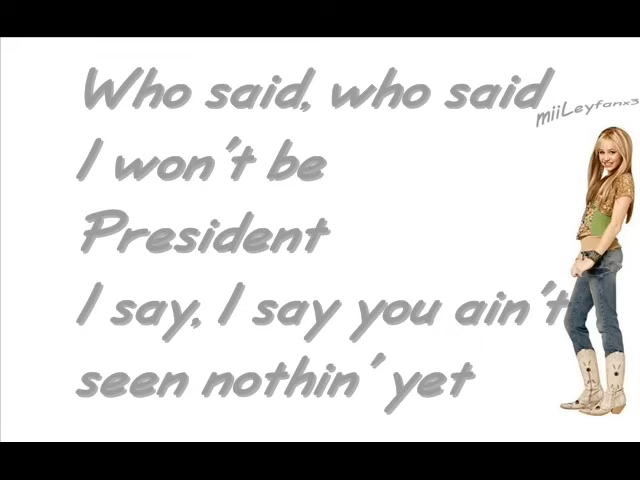 Who said, who said
miiLeyfanx3
I won't be
President
I say, I say you ain't
seen nothin' yet